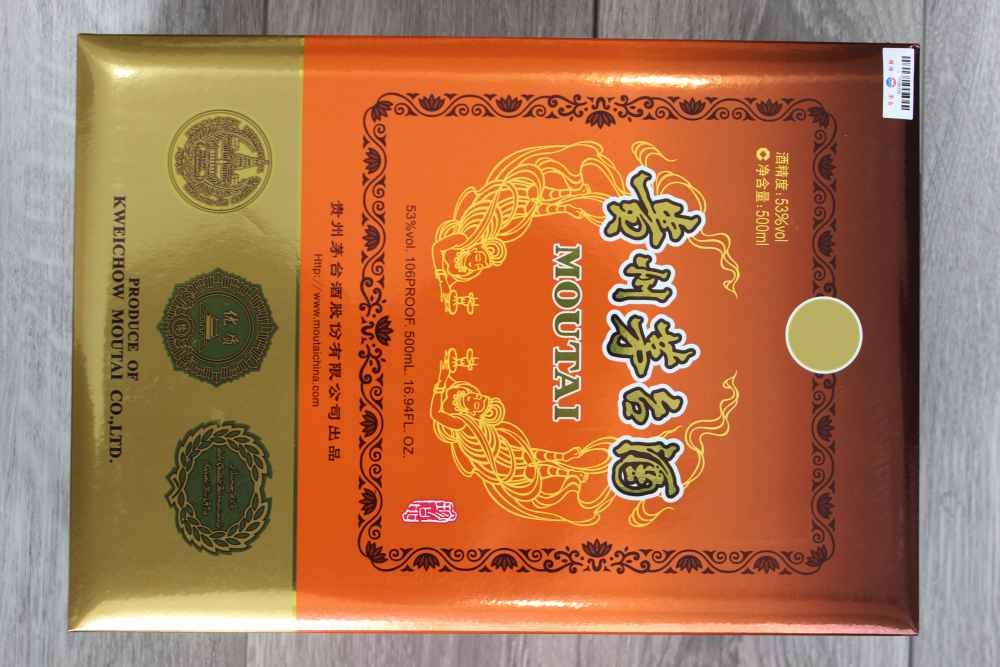 酒精度：53%vol
净含量：500ml
贵州茅台酒
MOUTAI
53%vol. 106PROOF. 500mL. 16.94FL. OZ.
贵州茅台酒股份有限公司出品
Http://www.moutaichina.com
优质
PRODUCE OF
KWEICHOW MOUTAI CO.,LTD.